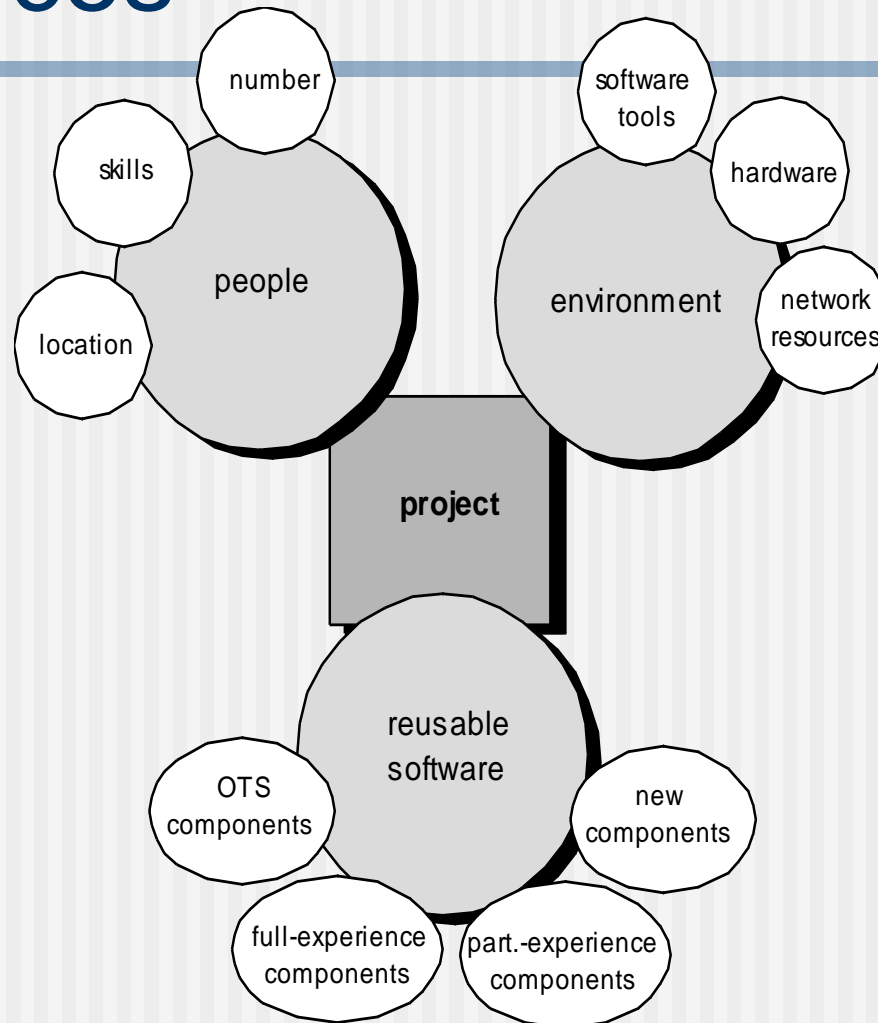 number
skills
location
people
software
tools
hardware
network
resources
environment
project
reusable
software
OTS
components
full-experience
components
part.-experience
components
new
components